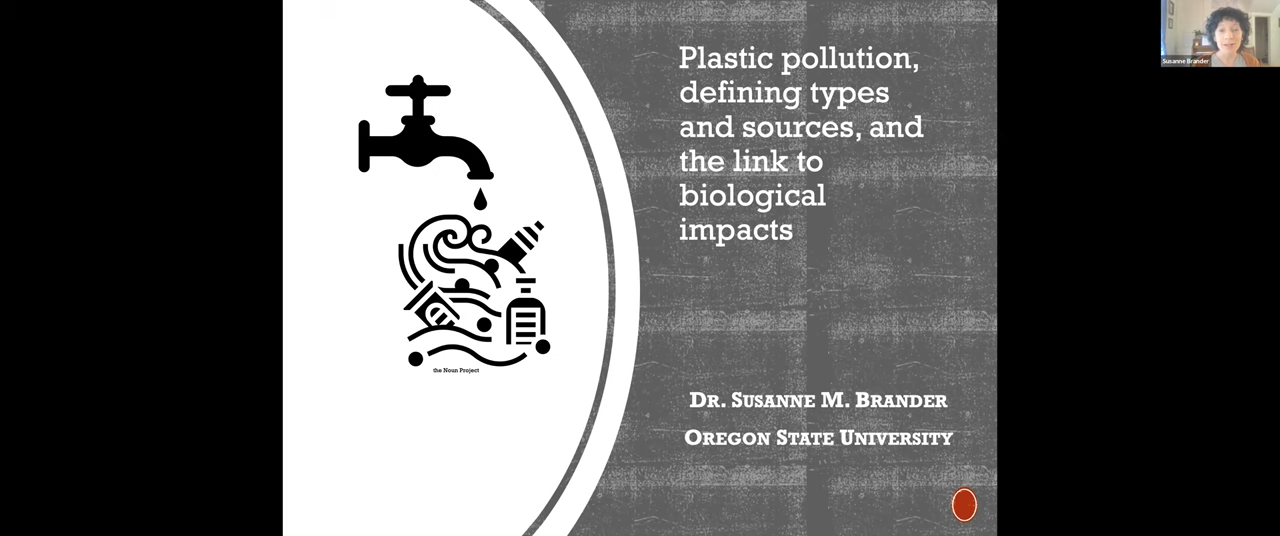 Plastic pollution,
defining types
and sources, and
the link to
biological
impacts
Dr. Susanne M. Brander
Oregon State University
the Noun Project
Susanne Brander